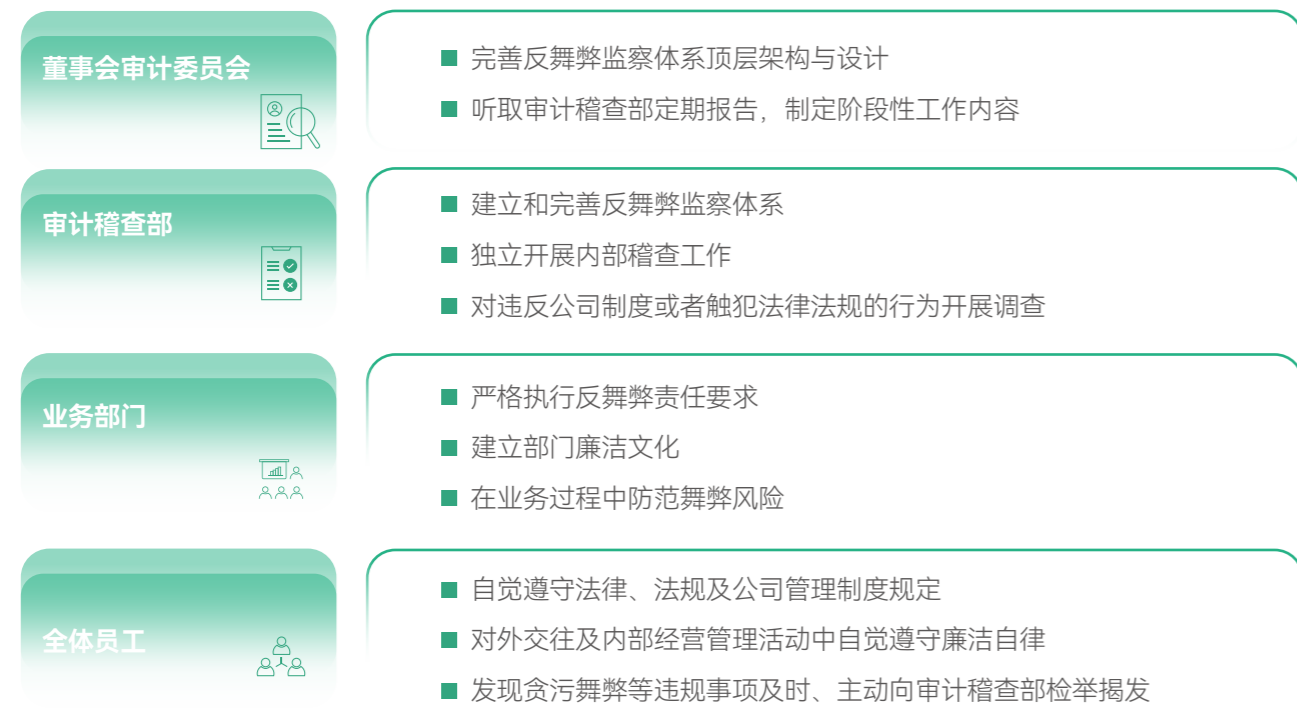 董事会审计委员会
完善反舞弊监察体系顶层架构与设计
听取审计稽查部定期报告，制定阶段性工作内容
审计稽查部
建立和完善反舞弊监察体系
独立开展内部稽查工作
对违反公司制度或者触犯法律法规的行为开展调查
业务部门
严格执行反舞弊责任要求
建立部门廉洁文化
在业务过程中防范舞弊风险
全体员工
自觉遵守法律、法规及公司管理制度规定
对外交往及内部经营管理活动中自觉遵守廉洁自律
发现贪污舞弊等违规事项及时、主动向审计稽查部检举揭发